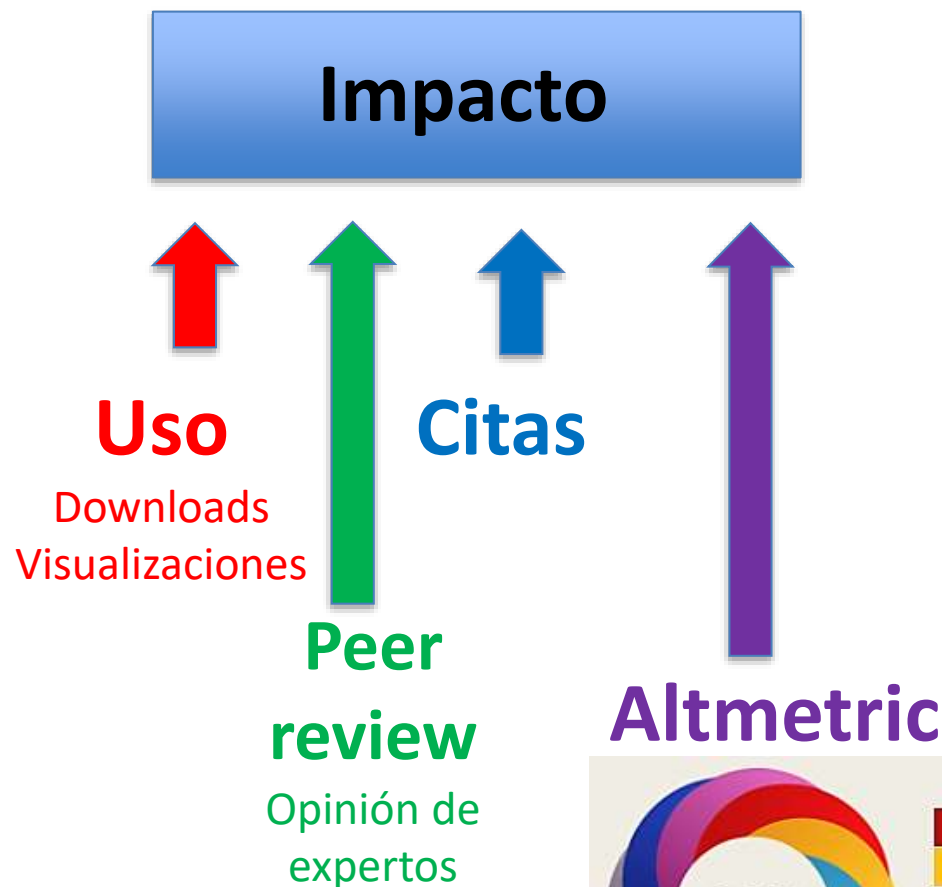 Impacto
Uso
Downloads
Visualizaciones
Citas
Peer
review
Opinión de
expertos
Altmetric